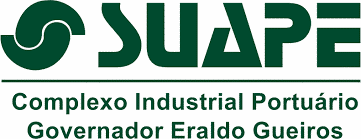 SUAPE
Complexo Industrial Portuário
Governador Eraldo Gueiros